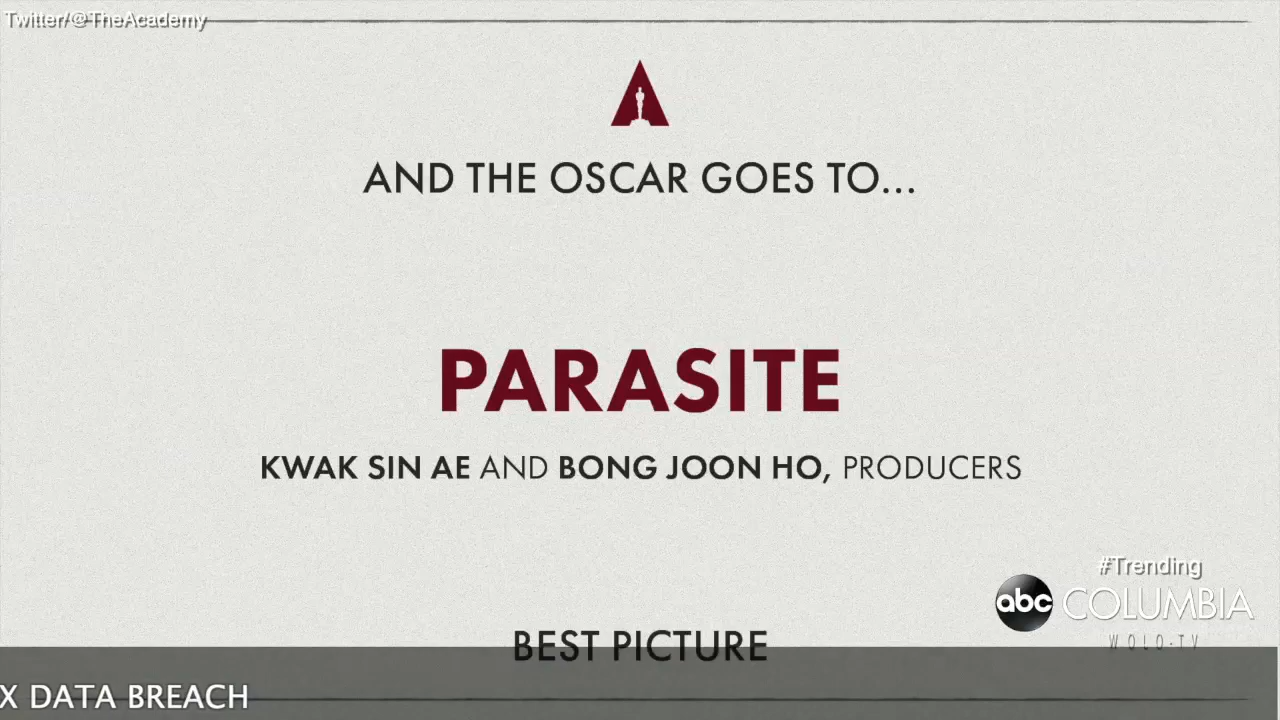 Twitter/@TheAcademy
AND THE OSCAR GOES TO...
PARASITE
KWAK SIN AE AND BONG JOON HO, PRODUCERS
#Trending
abc COLUMBIA
WOLO-TV
BEST PICTURE
X DATA BREACH